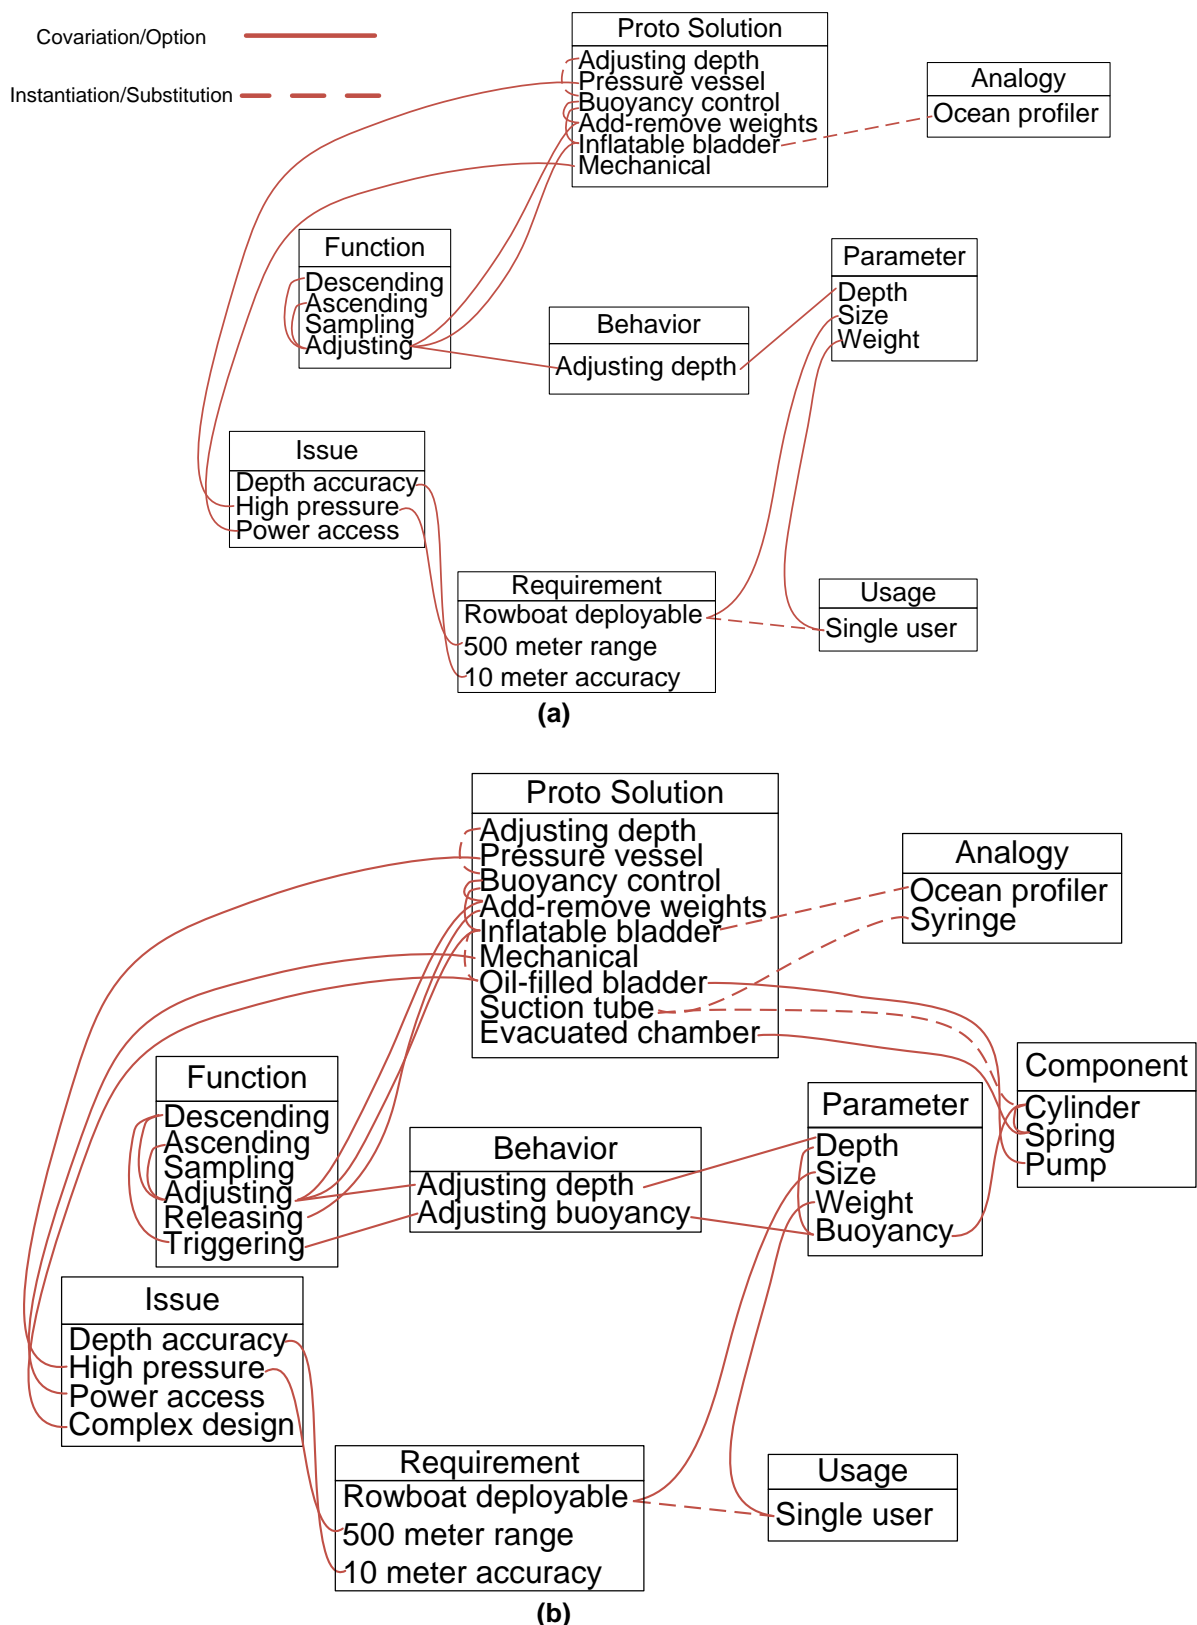 Covariation/Option
Instantiation/Substitution
Proto Solution
Adjusting depth
Pressure vessel
Buoyancy control
Add-remove weights
Inflatable bladder
Mechanical
Analogy
Ocean profiler
Function
Descending
Ascending
Sampling
Adjusting
Behavior
Adjusting depth
Parameter
Depth
Size
Weight
Issue
Depth accuracy
High pressure
Power access
Requirement
Rowboat deployable
500 meter range
10 meter accuracy
Usage
Single user
(a)
Proto Solution
Adjusting depth
Pressure vessel
Buoyancy control
Add-remove weights
Inflatable bladder
Mechanical
Oil-filled bladder
Suction tube
Evacuated chamber
Analogy
Ocean profiler
Syringe
Component
Cylinder
Spring
Pump
Function
Descending
Ascending
Sampling
Adjusting
Releasing
Triggering
Behavior
Adjusting depth
Adjusting buoyancy
Parameter
Depth
Size
Weight
Buoyancy
Issue
Depth accuracy
High pressure
Power access
Complex design
Requirement
Rowboat deployable
500 meter range
10 meter accuracy
Usage
Single user
(b)